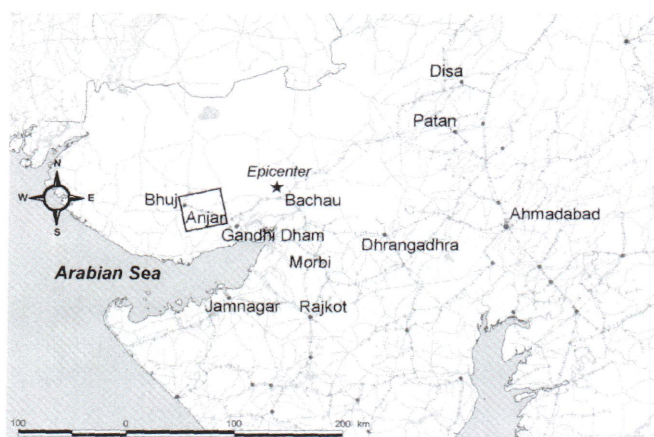 Disa
Patan
N
W E
S
Epicenter
Bhuj
Bachau
Anjar
Ahmadabad
Gandhi Dham
Dhrangadhra
Arabian Sea
Morbi
Jamnagar Rajkot
100 0 100 200 km